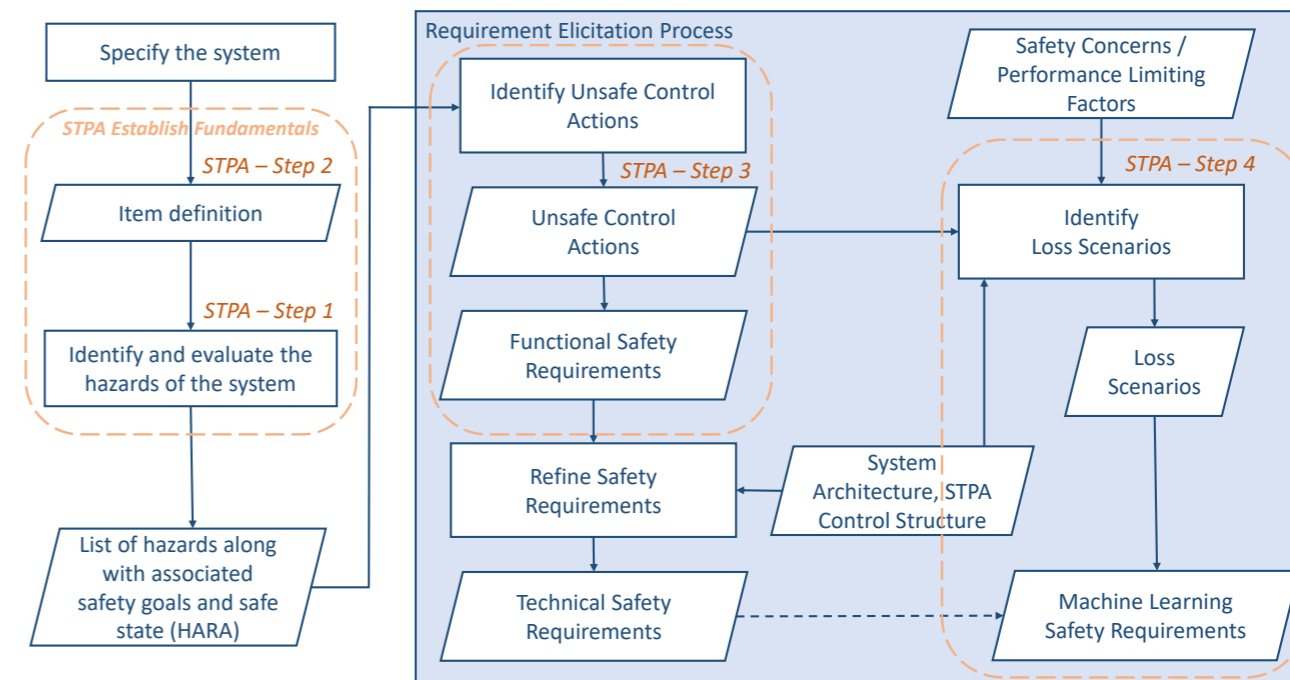 Specify the system
STPA Establish Fundamentals
STPA – Step 2
Item definition
STPA – Step 1
Identify and evaluate the
hazards of the system
List of hazards along
with associated
safety goals and safe
state (HARA)
Requirement Elicitation Process
Identify Unsafe Control
Actions
STPA – Step 3
Unsafe Control
Actions
Functional Safety
Requirements
Refine Safety
Requirements
Technical Safety
Requirements
System
Architecture, STPA
Control Structure
Safety Concerns /
Performance Limiting
Factors
STPA – Step 4
Identify
Loss Scenarios
Loss
Scenarios
Machine Learning
Safety Requirements